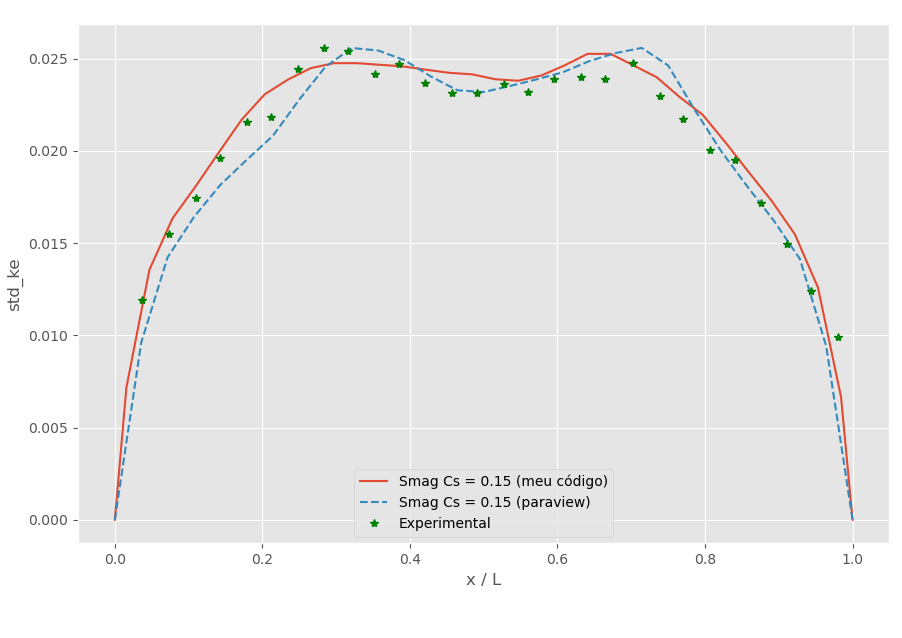 0.025
0.020
0.015
0.010
0.005
0.000
std_ke
Smag Cs = 0.15 (meu código)
Smag Cs = 0.15 (paraview)
Experimental
0.0 0.2 0.4 0.6 0.8 1.0
x / L